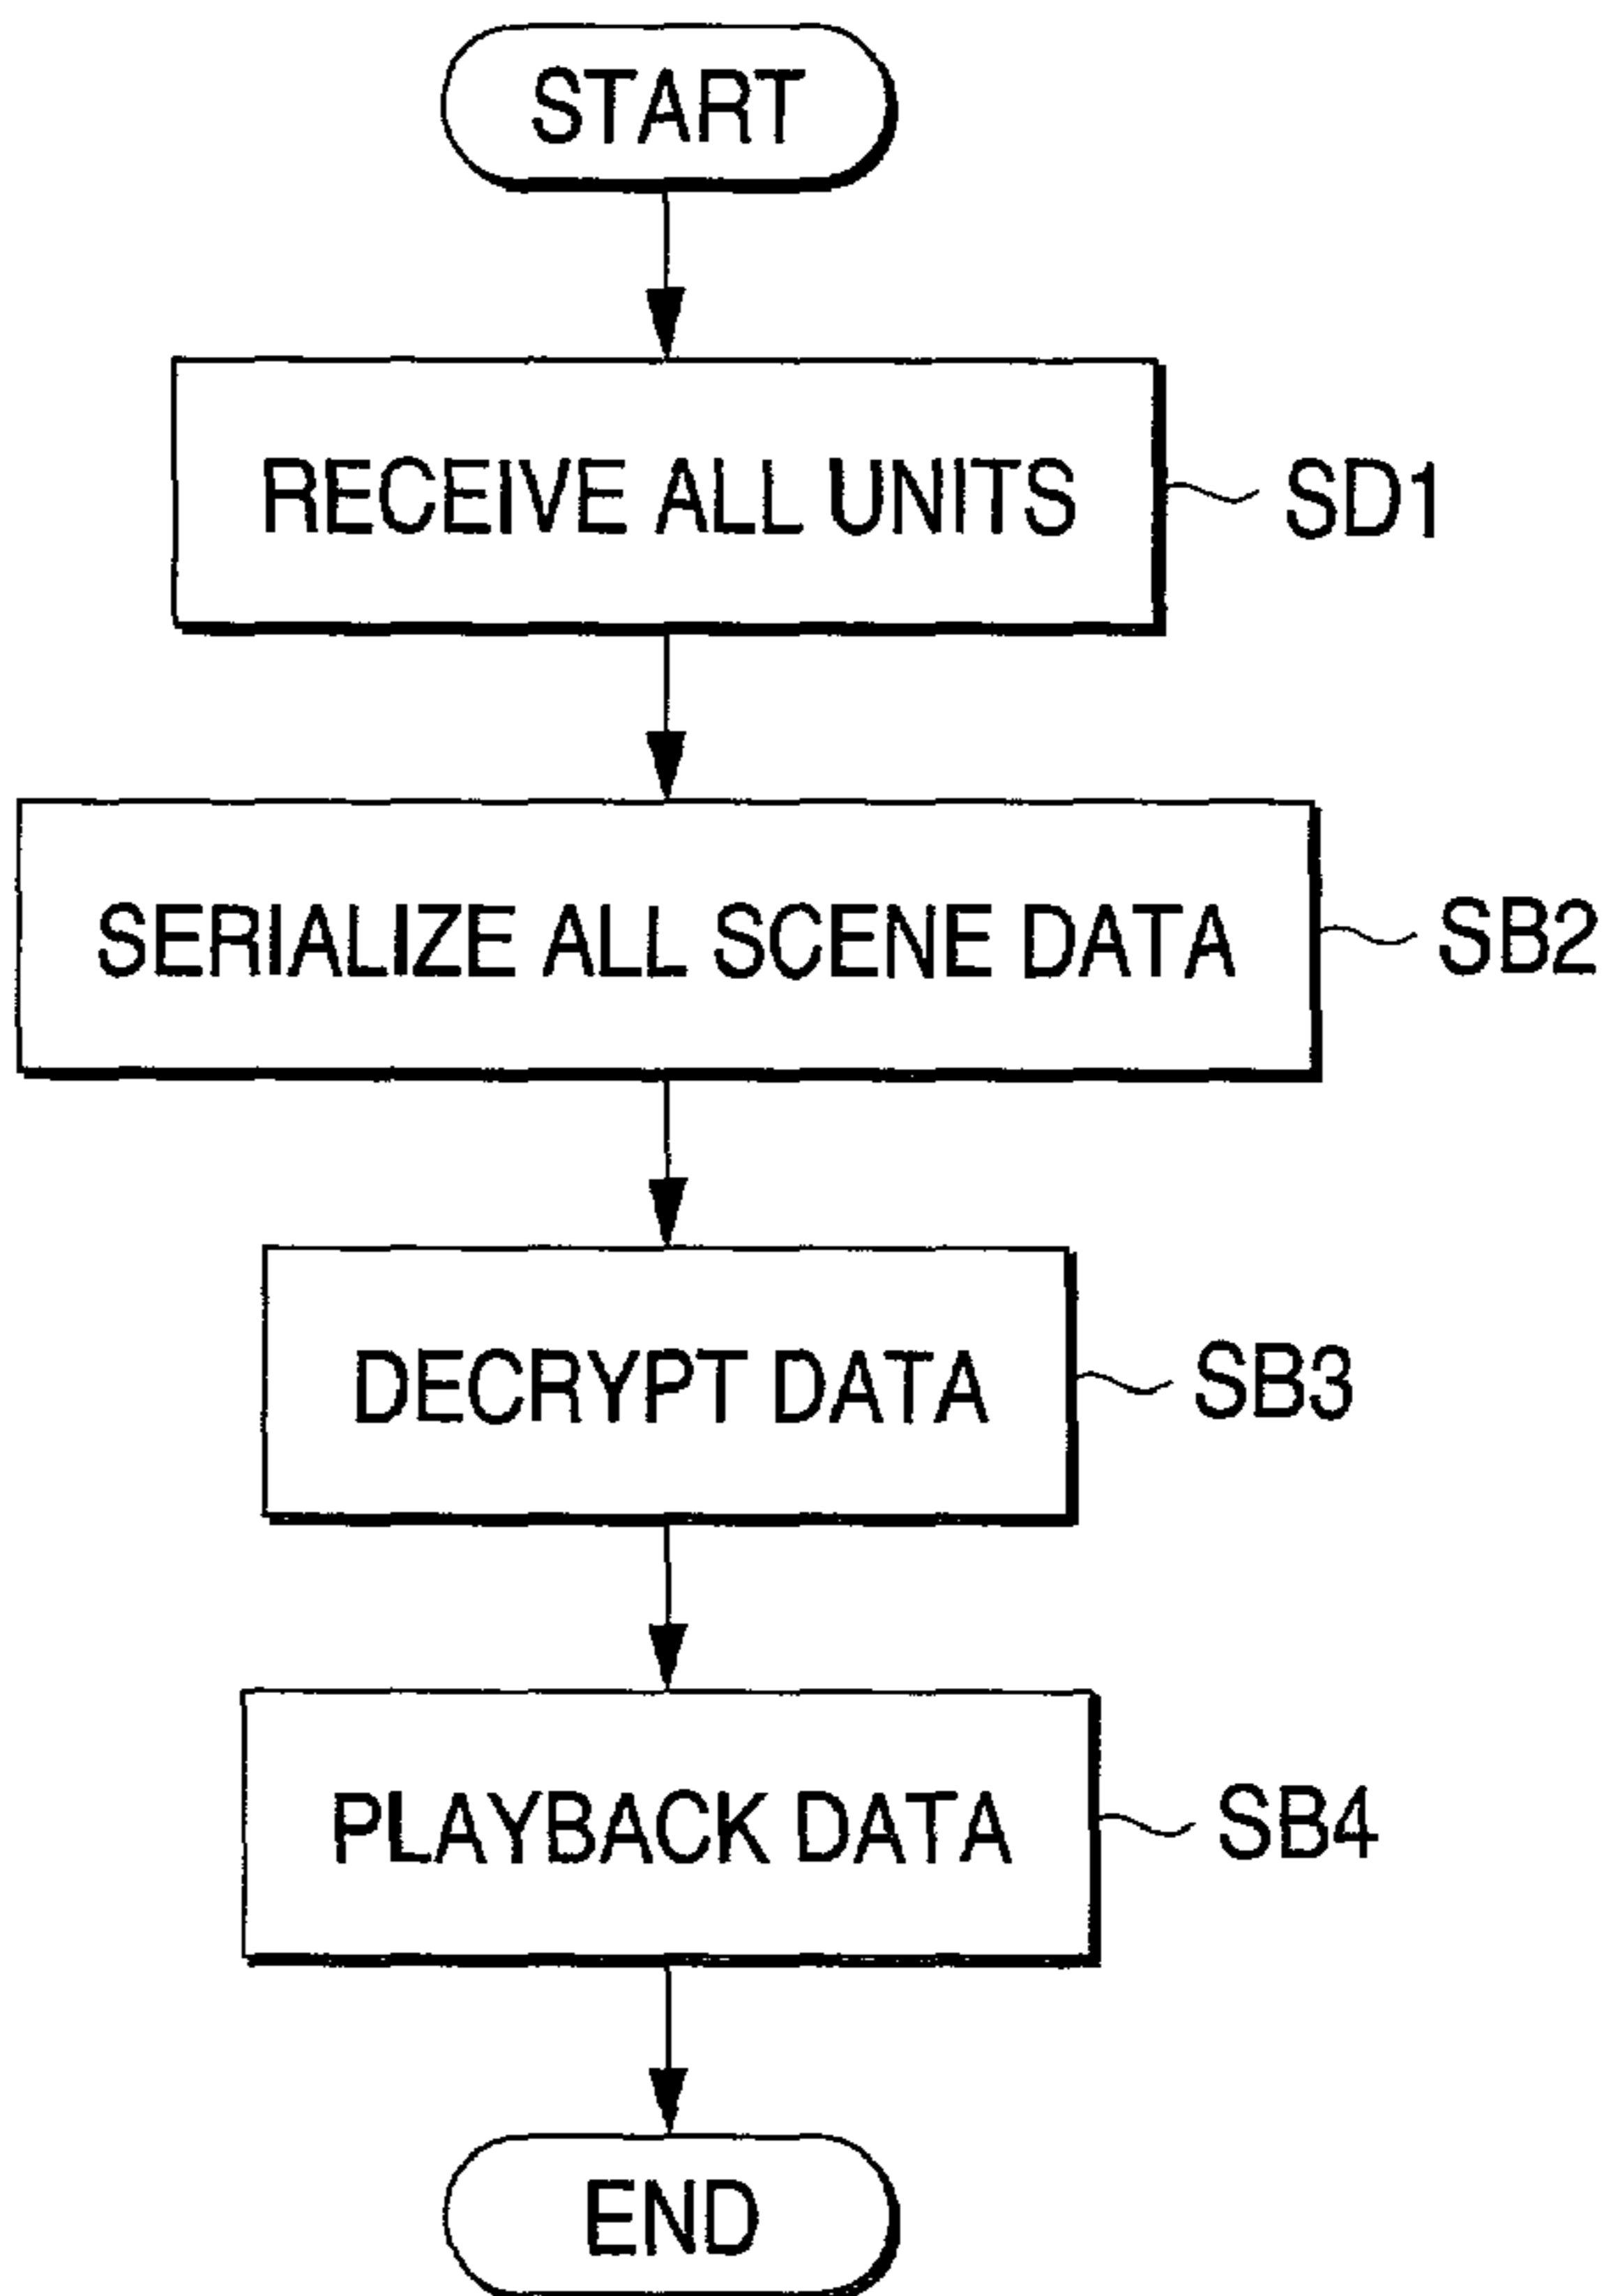 START
RECEIVE ALL UNITS SD1
SERIALIZE ALL SCENE DATA SB2
DECRYPT DATA SB3
PLAYBACK DATA SB4
END